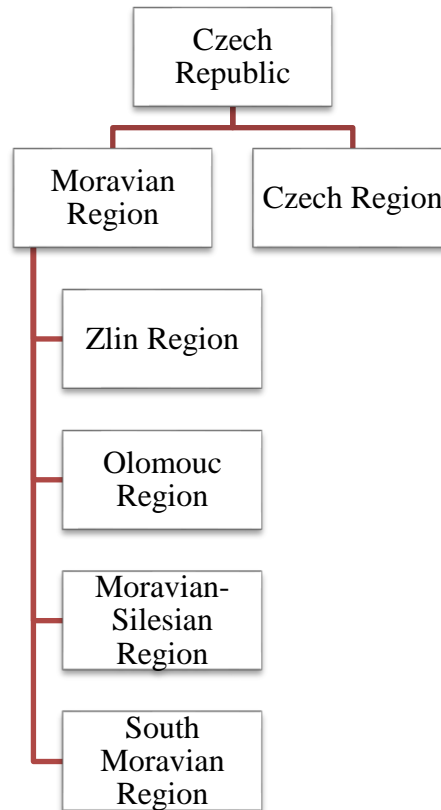 Czech
Republic
Moravian
Region
Czech Region
Zlin Region
Olomouc
Region
Moravian-
Silesian
Region
South
Moravian
Region